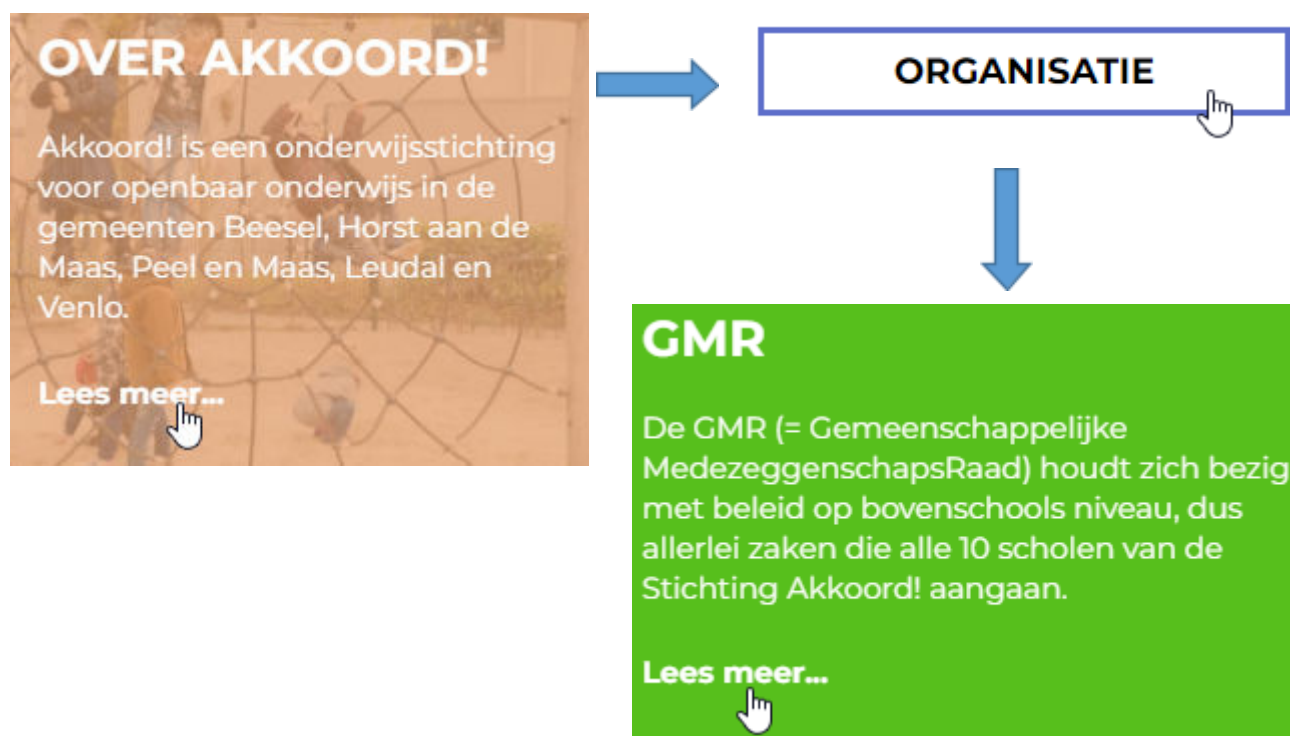 OVER AKKOORD!
Akkoord! is een onderwijsstichting
voor openbaar onderwijs in de
gemeenten Beesel, Horst aan de
Maas, Peel en Maas, Leudal en
Venlo.
Lees meer...
ORGANISATIE
GMR
De GMR (= Gemeenschappelijke
MedezeggenschapsRaad) houdt zich bezig
met beleid op bovenschools niveau, dus
allerlei zaken die alle 10 scholen van de
Stichting Akkoord! aangaan.
Lees meer...